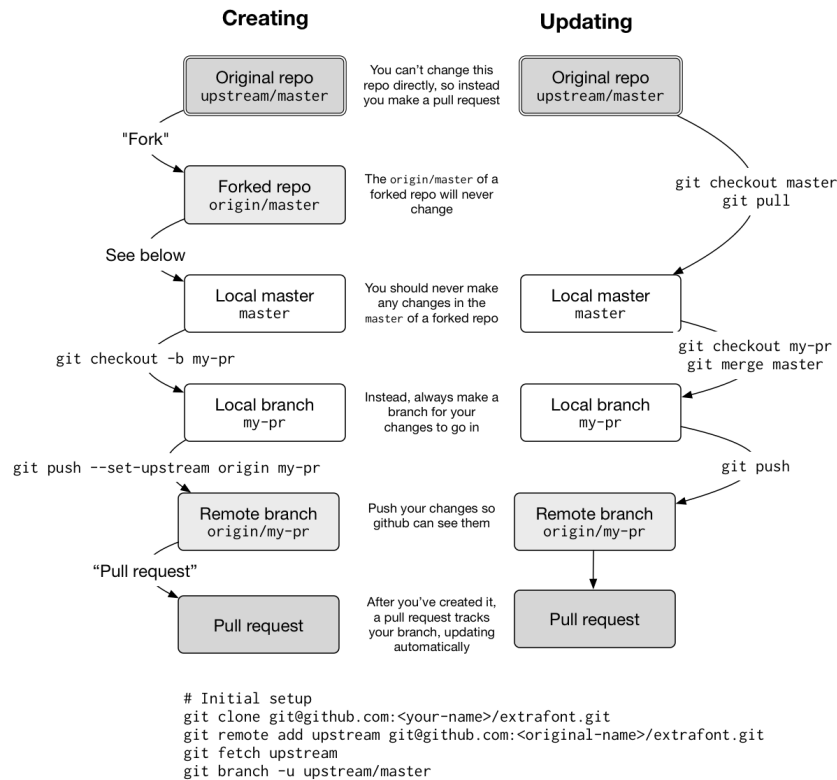 Creating
Updating
Original repo
upstream/master
You can't change this
repo directly, so instead
you make a pull request
Original repo
upstream/master
"Fork"
Forked repo
origin/master
The origin/master of a
forked repo will never
change
git checkout master
git pull
See below
Local master
master
You should never make
any changes in the
master of a forked repo
Local master
master
git checkout -b my-pr
git checkout my-pr
git merge master
Local branch
my-pr
Instead, always make a
branch for your
changes to go in
Local branch
my-pr
git push --set-upstream origin my-pr
git push
Remote branch
origin/my-pr
Push your changes so
github can see them
Remote branch
origin/my-pr
“Pull request”
Pull request
After you've created it,
a pull request tracks
your branch, updating
automatically
Pull request
# Initial setup
git clone git@github.com:<your-name>/extrafont.git
git remote add upstream git@github.com:<original-name>/extrafont.git
git fetch upstream
git branch -u upstream/master